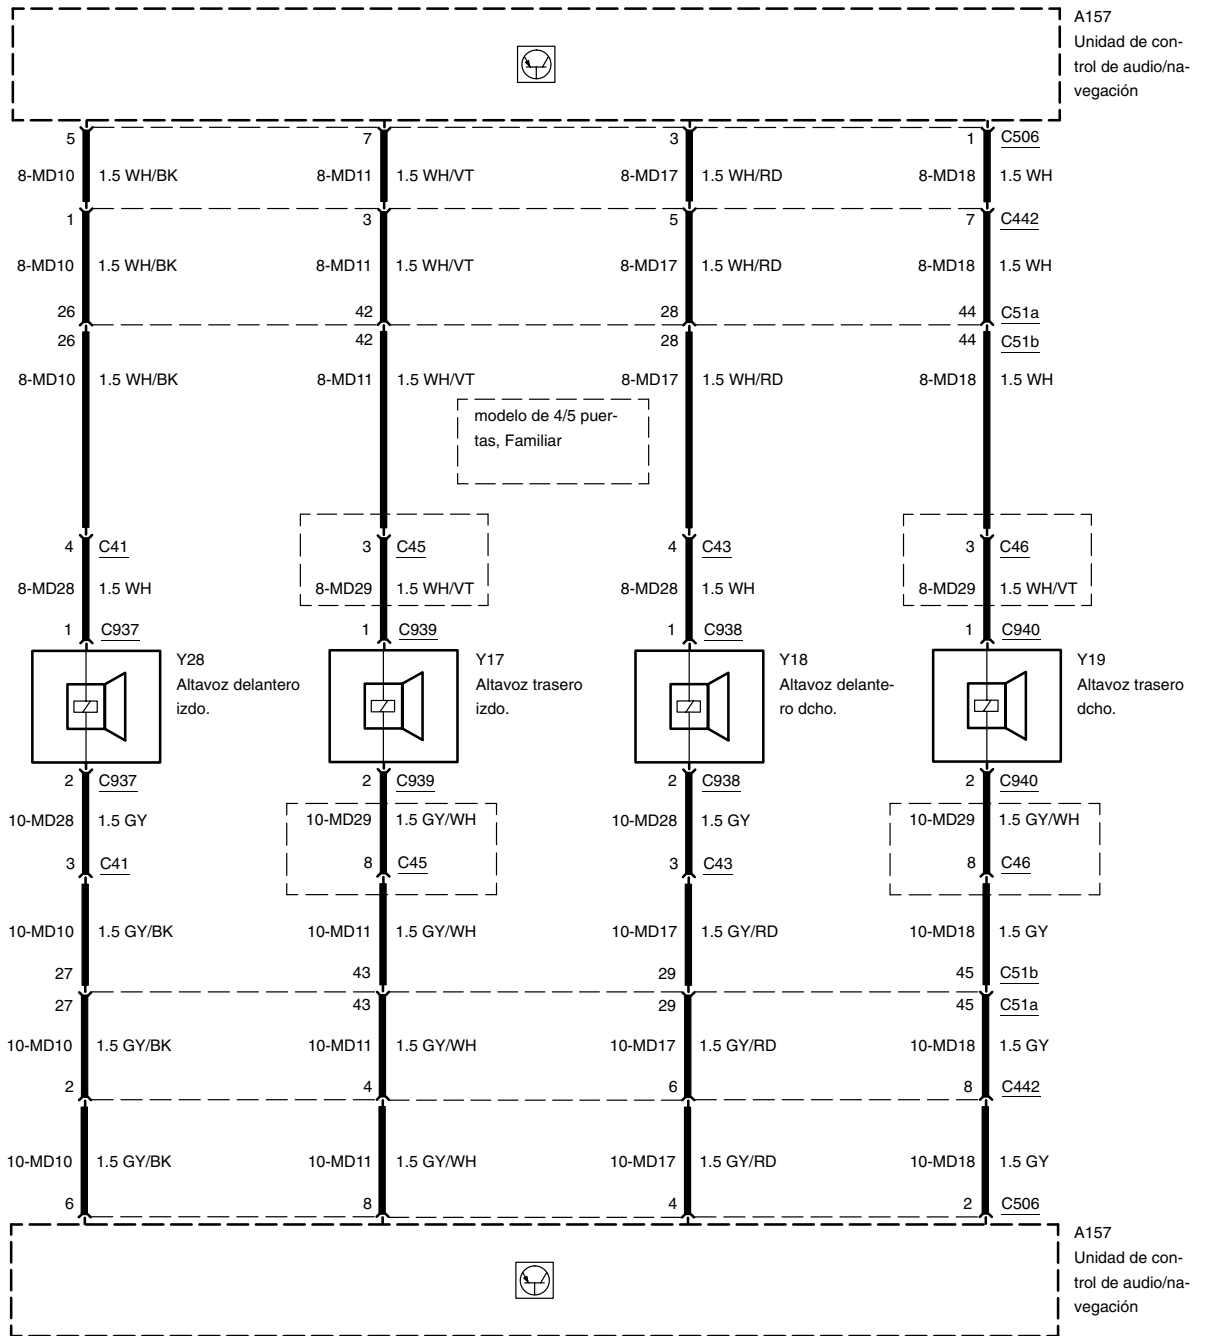 A157
Unidad de con-
trol de audio/na-
vegación
5 7 3 1 C506
8-MD10 1.5 WH/BK 8-MD11 1.5 WH/VT 8-MD17 1.5 WH/RD 8-MD18 1.5 WH
1 3 5 7 C442
8-MD10 1.5 WH/BK 8-MD11 1.5 WH/VT 8-MD17 1.5 WH/RD 8-MD18 1.5 WH
26 42 28 44 C51a
26 42 28 44 C51b
8-MD10 1.5 WH/BK 8-MD11 1.5 WH/VT 8-MD17 1.5 WH/RD 8-MD18 1.5 WH
modelo de 4/5 puer-
tas, Familiar
4 C41 3 C45 4 C43 3 C46
8-MD28 1.5 WH 8-MD29 1.5 WH/VT 8-MD28 1.5 WH 8-MD29 1.5 WH/VT
1 C937 1 C939 1 C938 1 C940
Y28
Altavoz delantero
izdo.
Y17
Altavoz trasero
izdo.
Y18
Altavoz delante-
ro dcho.
Y19
Altavoz trasero
dcho.
2 C937 2 C939 2 C938 2 C940
10-MD28 1.5 GY 10-MD29 1.5 GY/WH 10-MD28 1.5 GY 10-MD29 1.5 GY/WH
3 C41 8 C45 3 C43 8 C46
10-MD10 1.5 GY/BK 10-MD11 1.5 GY/WH 10-MD17 1.5 GY/RD 10-MD18 1.5 GY
27 43 29 45 C51b
27 43 29 45 C51a
10-MD10 1.5 GY/BK 10-MD11 1.5 GY/WH 10-MD17 1.5 GY/RD 10-MD18 1.5 GY
2 4 6 8 C442
10-MD10 1.5 GY/BK 10-MD11 1.5 GY/WH 10-MD17 1.5 GY/RD 10-MD18 1.5 GY
6 8 4 2 C506
A157
Unidad de con-
trol de audio/na-
vegación